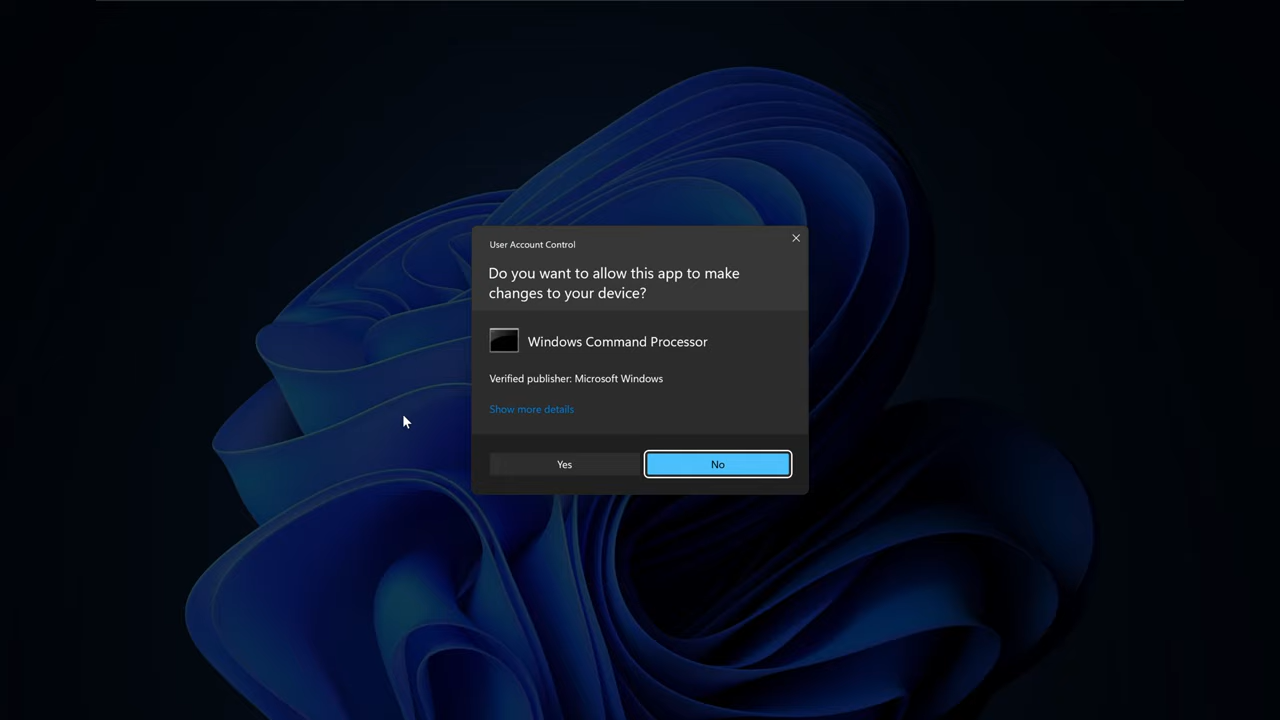 User Account Control
Do you want to allow this app to make
changes to your device?
Windows Command Processor
Verified publisher: Microsoft Windows
Show more details
Yes
No